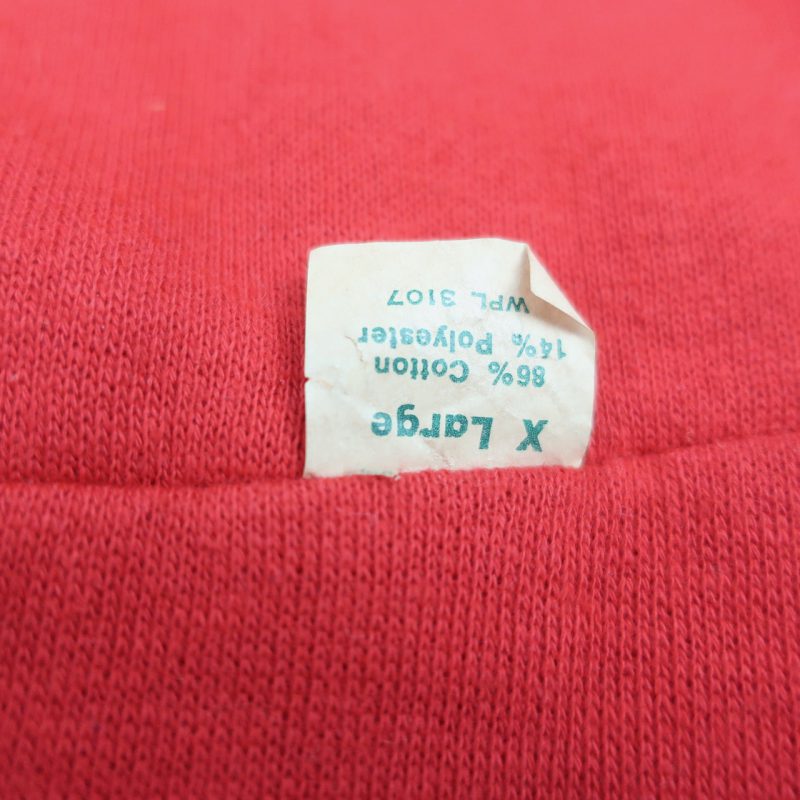 X Large
86% Cotton
14% Polyester
WPL 3107